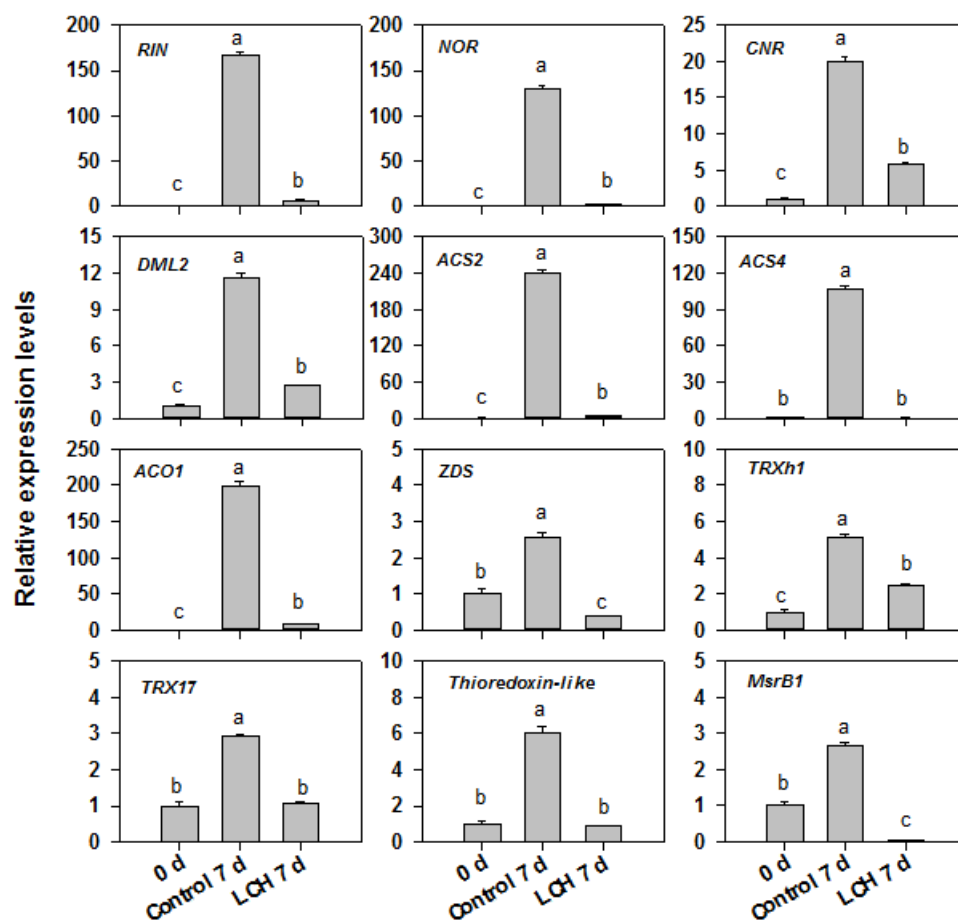 Relative expression levels
200
150
100
50
0
RIN
c
a
b
200
150
100
50
0
NOR
c
a
b
25
20
15
10
5
0
CNR
c
a
b
15
12
9
6
3
0
DML2
c
a
b
300
240
180
120
60
0
ACS2
c
a
b
150
120
90
60
30
0
ACS4
b
a
b
250
200
150
100
50
0
ACO1
c
a
b
5
4
3
2
1
0
ZDS
b
a
c
10
8
6
4
2
0
TRXh1
c
a
b
5
4
3
2
1
0
TRX17
b
a
b
10
8
6
4
2
0
Thioredoxin-like
b
a
b
5
4
3
2
1
0
MsrB1
b
a
c
0 d
Control 7 d
LCH 7 d
0 d
Control 7 d
LCH 7 d
0 d
Control 7 d
LCH 7 d